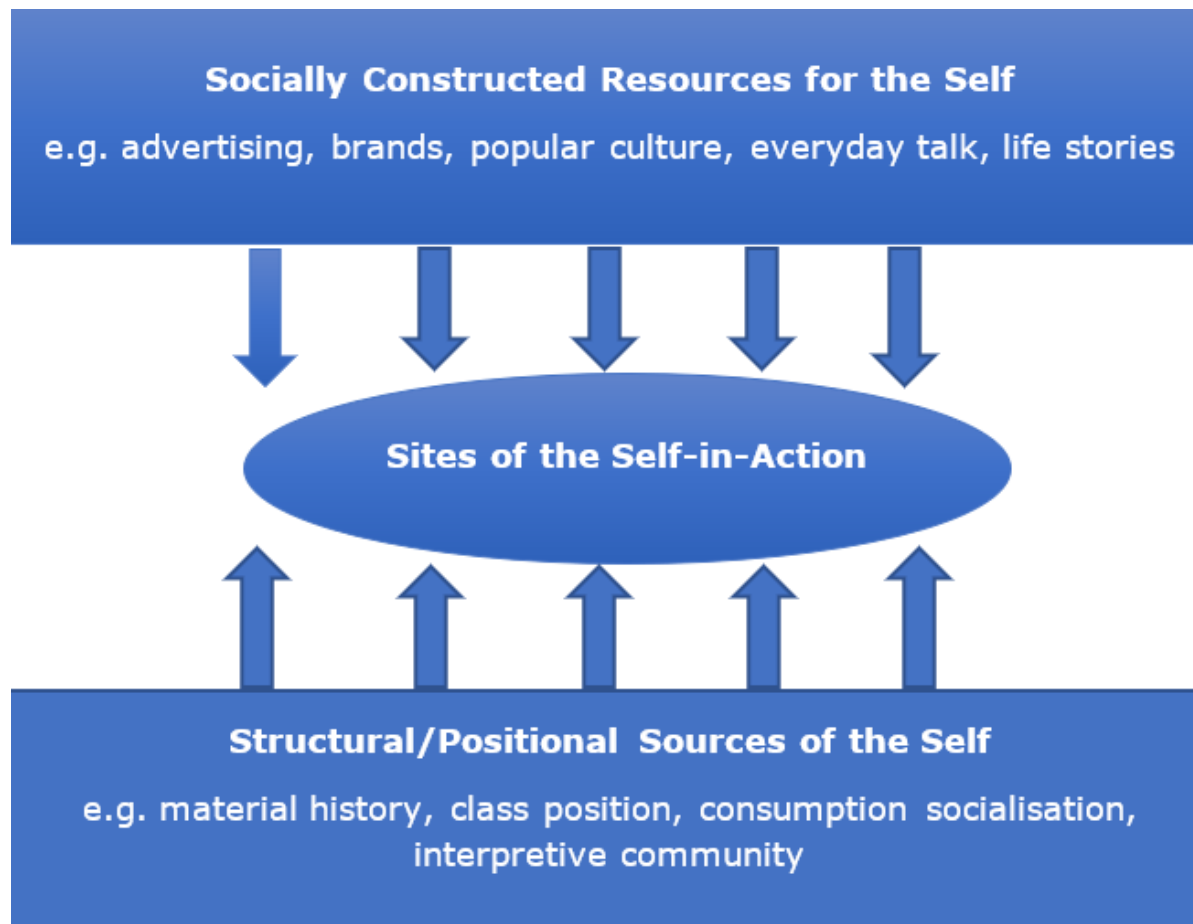 Socially Constructed Resources for the Self
e.g. advertising, brands, popular culture, everyday talk, life stories
Sites of the Self-in-Action
Structural/Positional Sources of the Self
e.g. material history, class position, consumption socialisation,
interpretive community